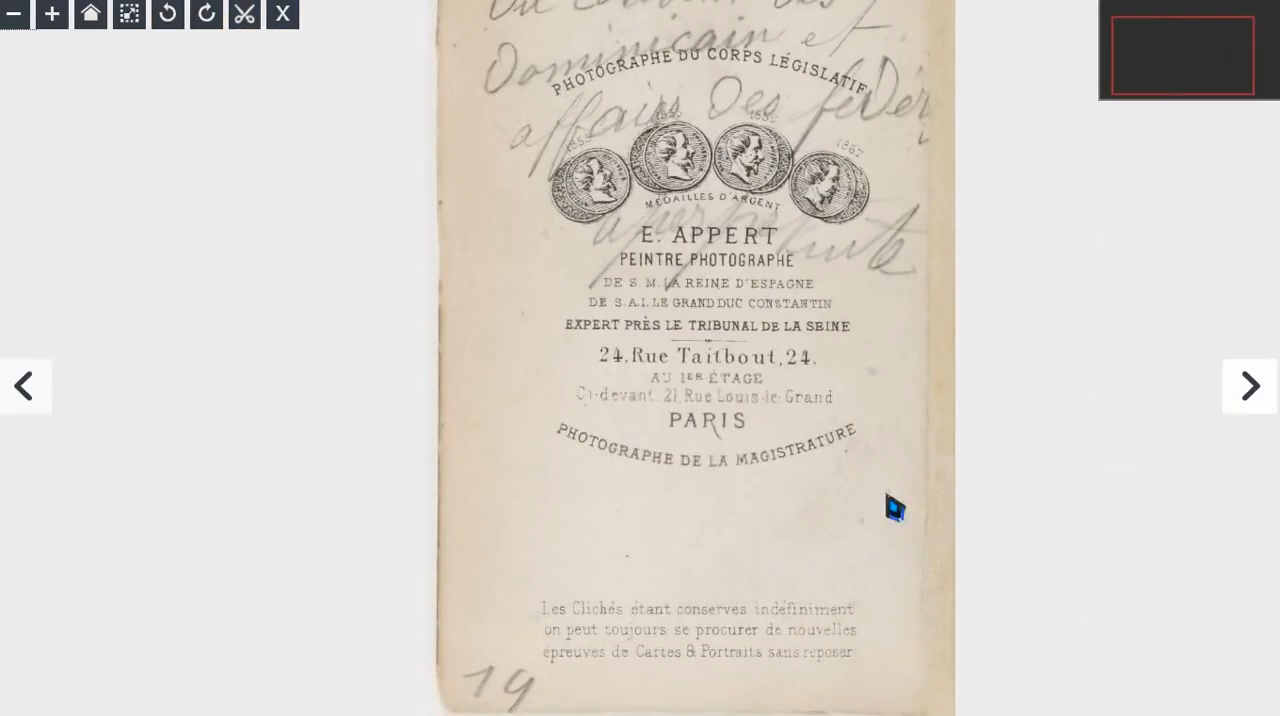 Dominicain et
PHOTOGRAPHE DU CORPS LÉGISLATIF
affaire des
1855
1867
MÉDAILLES D'ARGENT
E. APPERT
PEINTRE PHOTOGRAPHE
DE S. M. LA REINE D'ESPAGNE
DE S.A.I. LE GRAND DUC CONSTANTIN
EXPERT PRÈS LE TRIBUNAL DE LA SEINE
24, Rue Taitbout, 24.
AU 1ER ÉTAGE
Ci-devant, 21, Rue Louis-le-Grand
PARIS
PHOTOGRAPHE DE LA MAGISTRATURE
Les Clichés étant conservés indéfiniment
on peut toujours se procurer de nouvelles
épreuves de Cartes & Portraits sans reposer
19